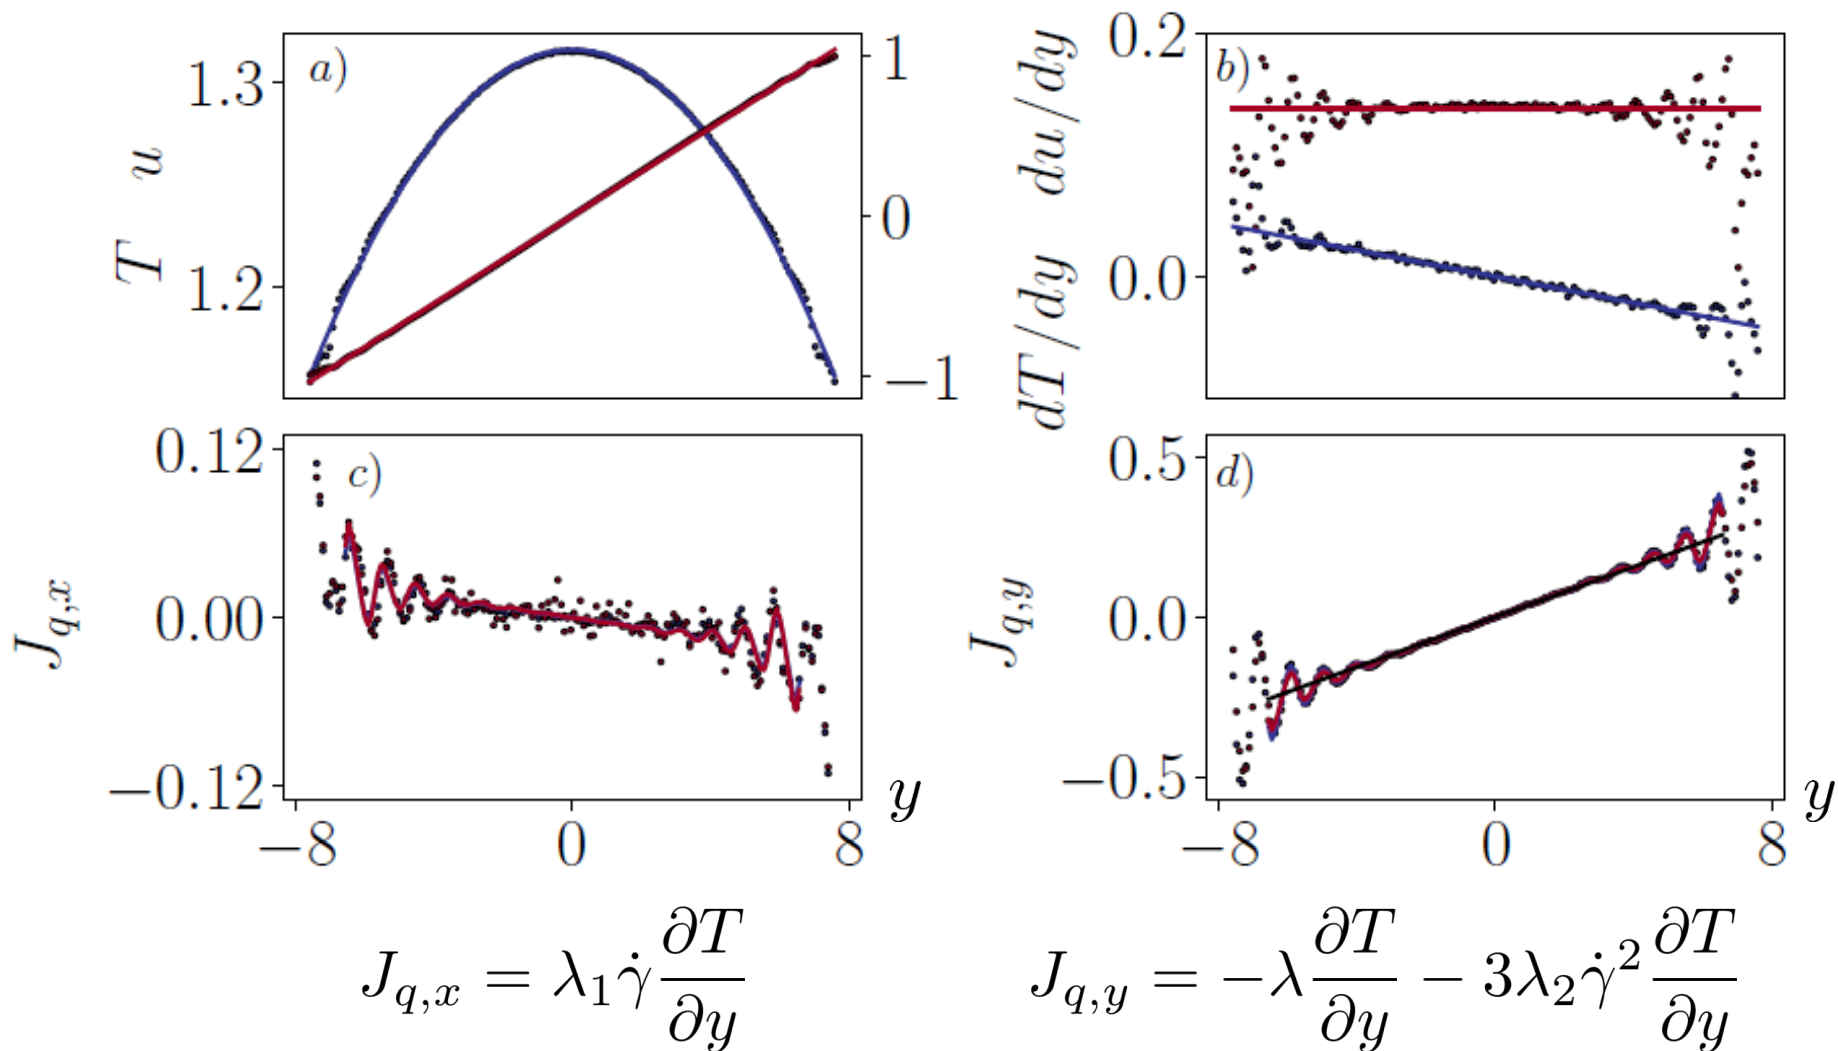 a)
1.3
1.2
T u
1
0
−1
b)
0.2
0.0
dT/dy du/dy
c)
0.12
0.00
−0.12
J_{q,x}
−8 0 8
y
d)
0.5
0.0
−0.5
J_{q,y}
−8 0 8
y
J_{q,x} = λ₁ γ̇ ∂T/∂y
J_{q,y} = −λ ∂T/∂y − 3λ₂ γ̇² ∂T/∂y